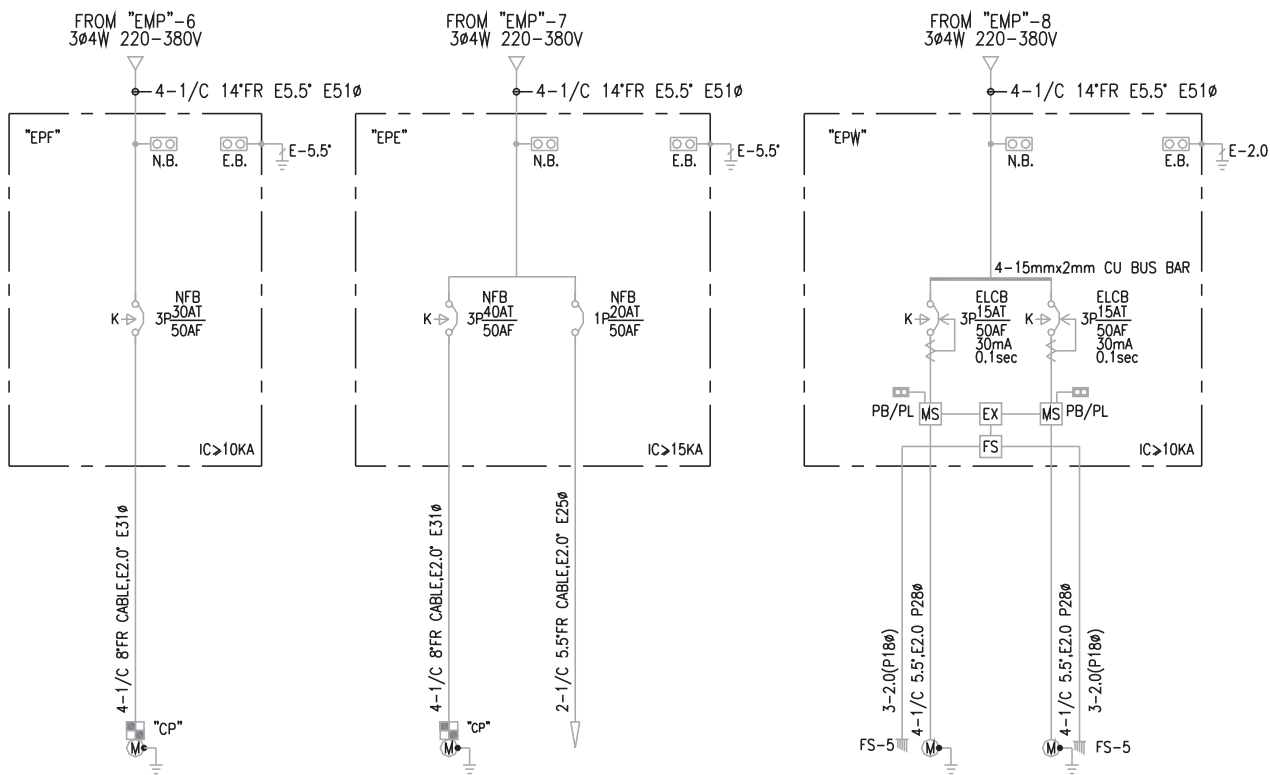 FROM "EMP"-6
3ø4W 220-380V
4-1/C 14°FR E5.5° E51ø
"EPF"
N.B.
E.B.
E-5.5°
K
NFB
3P 30AT
50AF
IC≥10KA
4-1/C 8°FR CABLE,E2.0° E31ø
"CP"
M
FROM "EMP"-7
3ø4W 220-380V
4-1/C 14°FR E5.5° E51ø
"EPE"
N.B.
E.B.
E-5.5°
K
NFB
3P 40AT
50AF
NFB
1P 20AT
50AF
IC≥15KA
4-1/C 8°FR CABLE,E2.0° E31ø
2-1/C 5.5°FR CABLE,E2.0° E25ø
"CP"
M
FROM "EMP"-8
3ø4W 220-380V
4-1/C 14°FR E5.5° E51ø
"EPW"
N.B.
E.B.
E-2.0
4-15mmx2mm CU BUS BAR
K
ELCB
3P 15AT
50AF
30mA
0.1sec
K
ELCB
3P 15AT
50AF
30mA
0.1sec
PB/PL
MS
EX
MS
PB/PL
FS
IC≥10KA
3-2.0(P18ø)
4-1/C 5.5°,E2.0 P28ø
4-1/C 5.5°,E2.0 P28ø
3-2.0(P18ø)
FS-5
M
M
FS-5